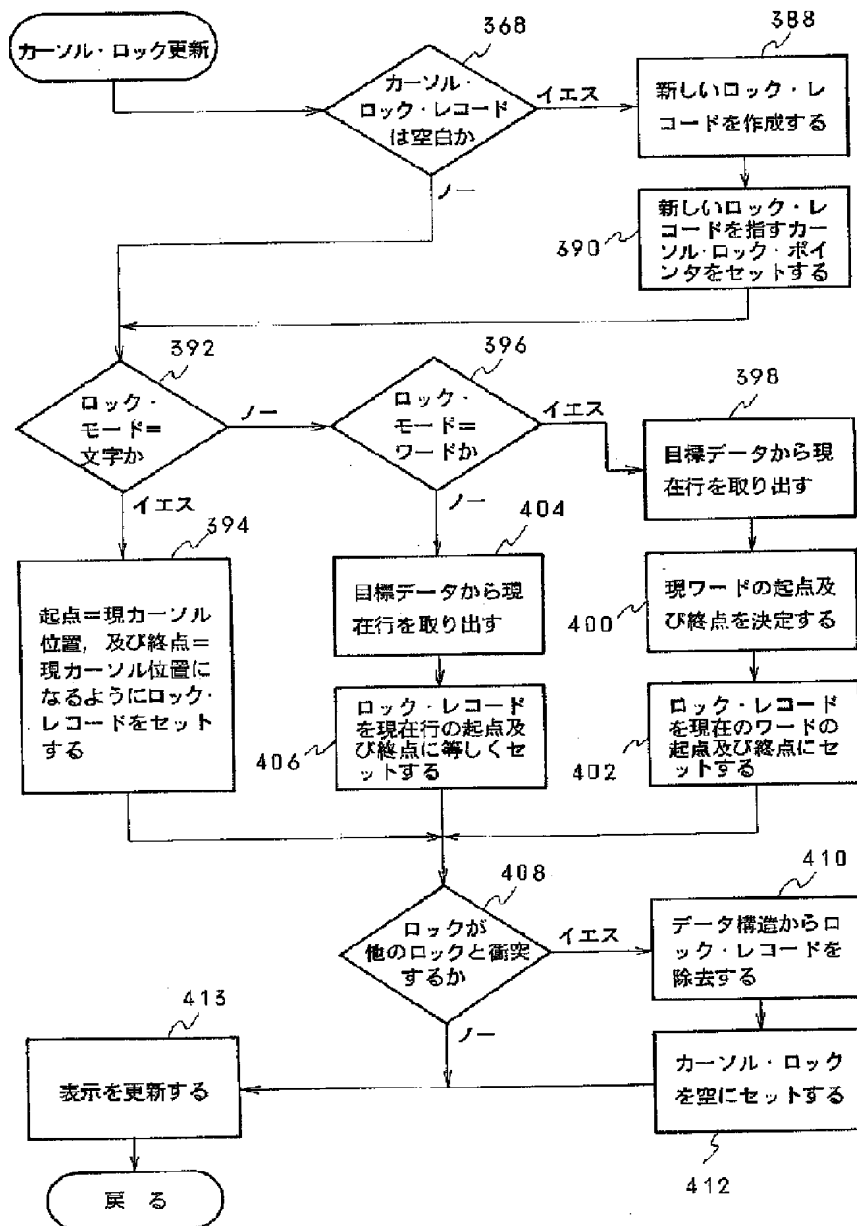 カーソル・ロック更新
368
カーソル・
ロック・レコード
は空白か
イエス
ノー
388
新しいロック・レ
コードを作成する
390
新しいロック・レ
コードを指すカー
ソル・ロック・ポイ
ンタをセットする
392
ロック・
モード=
文字か
ノー
イエス
396
ロック・
モード=
ワードか
イエス
ノー
398
目標データから現
在行を取り出す
394
起点=現カーソル
位置,及び終点=
現カーソル位置に
なるようにロック・
レコードをセット
する
404
目標データから現
在行を取り出す
400
現ワードの起点及
び終点を決定する
406
ロック・レコード
を現在行の起点及
び終点に等しくセ
ットする
402
ロック・レコード
を現在のワードの
起点及び終点にセ
ットする
408
ロックが
他のロックと衝突
するか
イエス
ノー
410
データ構造からロ
ック・レコードを
除去する
413
表示を更新する
カーソル・ロック
を空にセットする
412
戻る